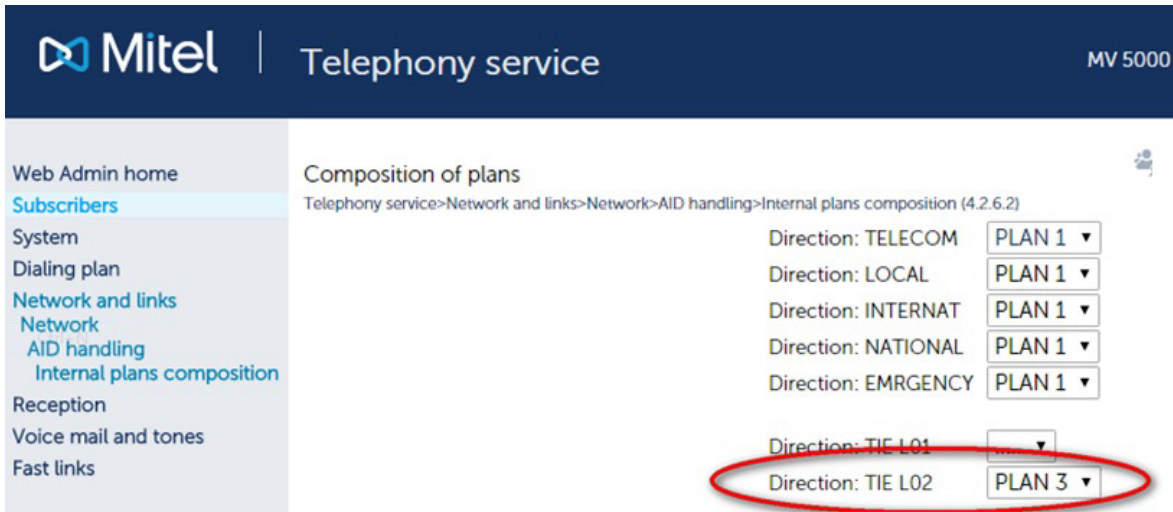 Mitel | Telephony service MV 5000
Web Admin home
Subscribers
System
Dialing plan
Network and links
Network
AID handling
Internal plans composition
Reception
Voice mail and tones
Fast links
Composition of plans
Telephony service>Network and links>Network>AID handling>Internal plans composition (4.2.6.2)
Direction: TELECOM PLAN 1
Direction: LOCAL PLAN 1
Direction: INTERNAT PLAN 1
Direction: NATIONAL PLAN 1
Direction: EMRGENCY PLAN 1
Direction: TIE L01 .....
Direction: TIE L02 PLAN 3